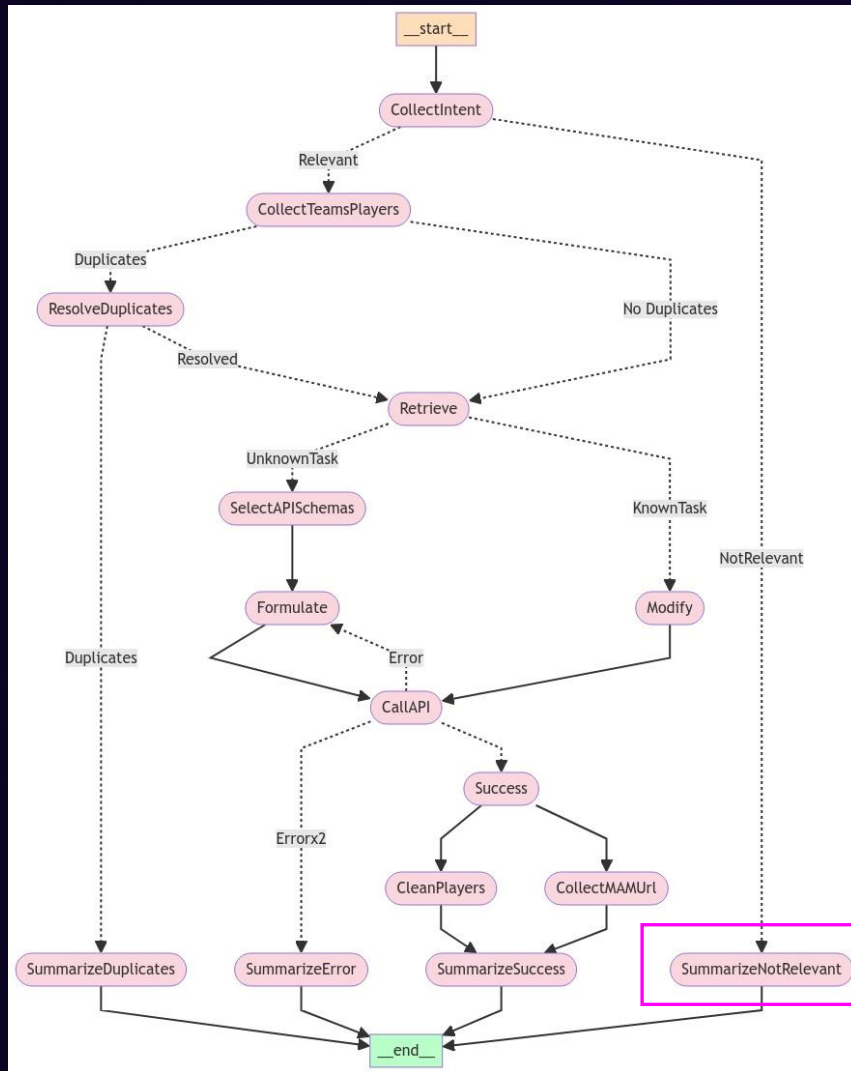 __start__
CollectIntent
Relevant
CollectTeamsPlayers
Duplicates
ResolveDuplicates
No Duplicates
Resolved
Retrieve
UnknownTask
SelectAPISchemas
KnownTask
NotRelevant
Formulate
Modify
Duplicates
Error
CallAPI
Success
Errorx2
CleanPlayers
CollectMAMUrl
SummarizeDuplicates
SummarizeError
SummarizeSuccess
SummarizeNotRelevant
__end__